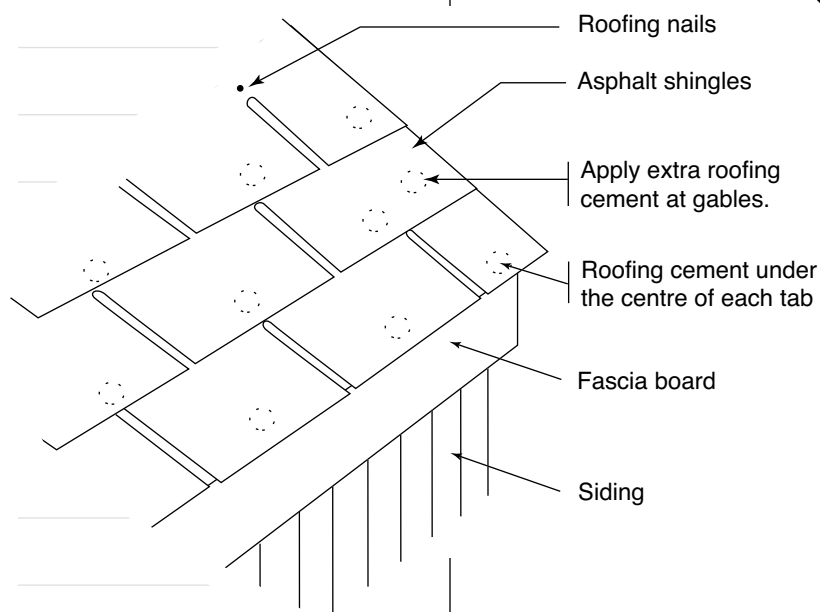 Roofing nails
Asphalt shingles
Apply extra roofing
cement at gables.
Roofing cement under
the centre of each tab
Fascia board
Siding